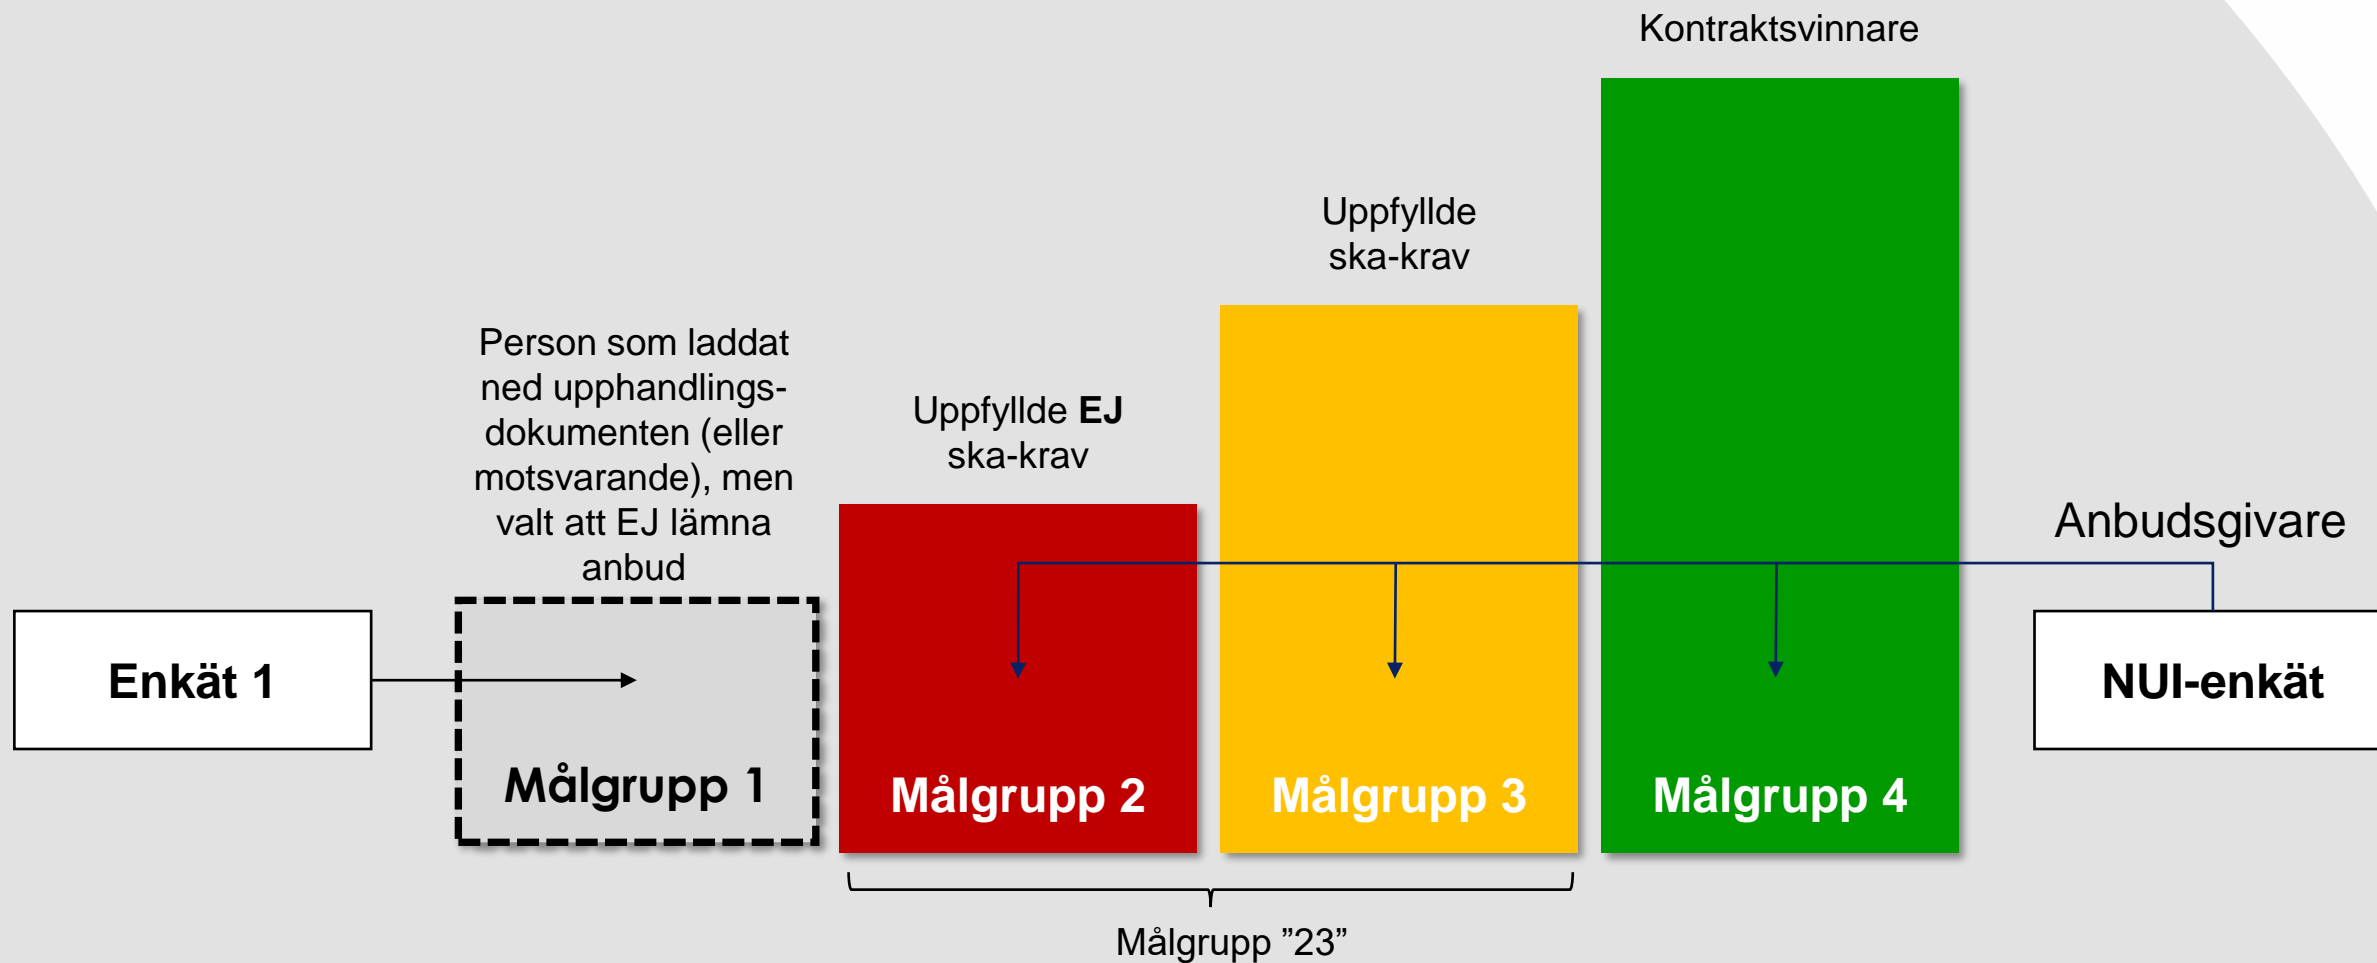 Kontraktsvinnare
Uppfyllde
ska-krav
Person som laddat
ned upphandlings-
dokumenten (eller
motsvarande), men
valt att EJ lämna
anbud
Uppfyllde EJ
ska-krav
Anbudsgivare
Enkät 1
NUI-enkät
Målgrupp 1
Målgrupp 2
Målgrupp 3
Målgrupp 4
Målgrupp ”23”